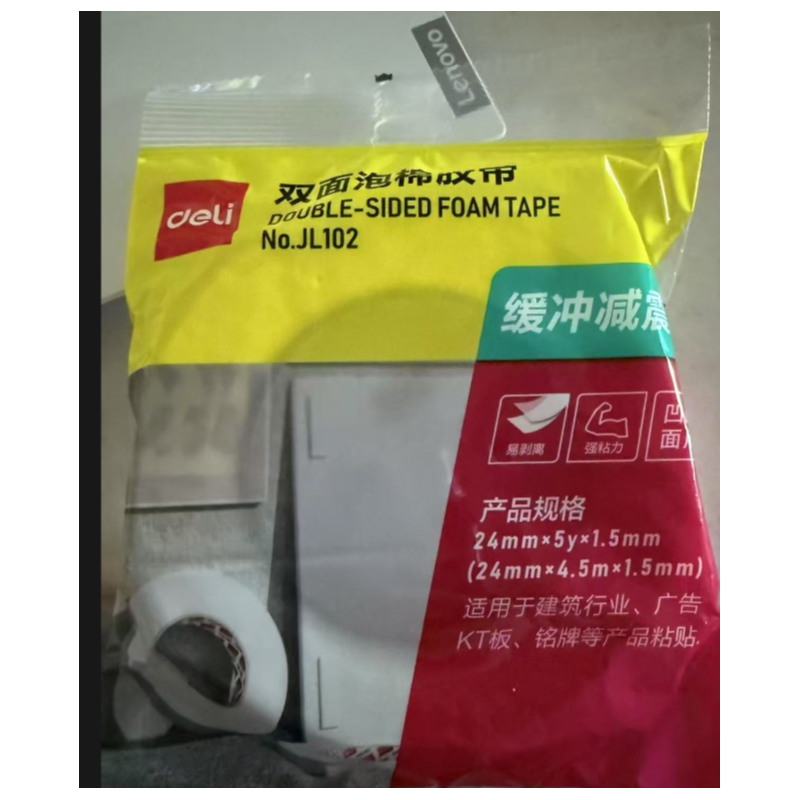 Lenovo
deli
双面泡棉胶带
DOUBLE-SIDED FOAM TAPE
No.JL102
缓冲减震
易剥离
强粘力
凹
面
产品规格
24mm×5y×1.5mm
(24mm×4.5m×1.5mm)
适用于建筑行业、广告
KT板、铭牌等产品粘贴.